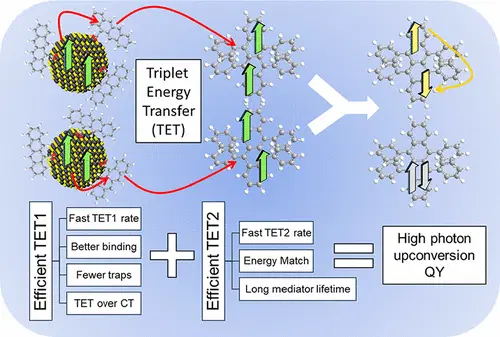 Triplet
Energy
Transfer
(TET)
Efficient TET1
Fast TET1 rate
Better binding
Fewer traps
TET over CT
Efficient TET2
Fast TET2 rate
Energy Match
Long mediator lifetime
High photon
upconversion
QY